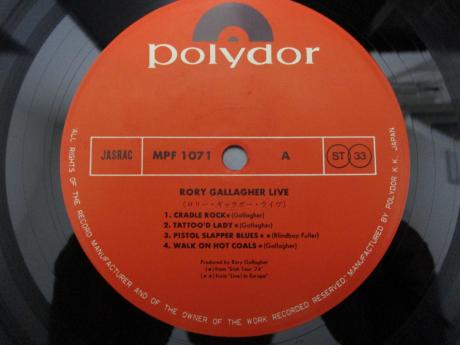 polydor
JASRAC MPF 1071 A ST 33
RORY GALLAGHER LIVE
(ロリー・ギャラガー・ライヴ)
1. CRADLE ROCK★(Gallagher)
2. TATTOO'D LADY★(Gallagher)
3. PISTOL SLAPPER BLUES★★(Blindboy Fuller)
4. WALK ON HOT COALS★(Gallagher)
Produced by Rory Gallagher
(★) from "Irish Tour '74"
(★★) from "Live! in Europe"
ALL RIGHTS OF THE RECORD MANUFACTURER AND OF THE OWNER OF THE WORK RECORDED RESERVED· MANUFACTURED BY POLYDOR K.K., JAPAN